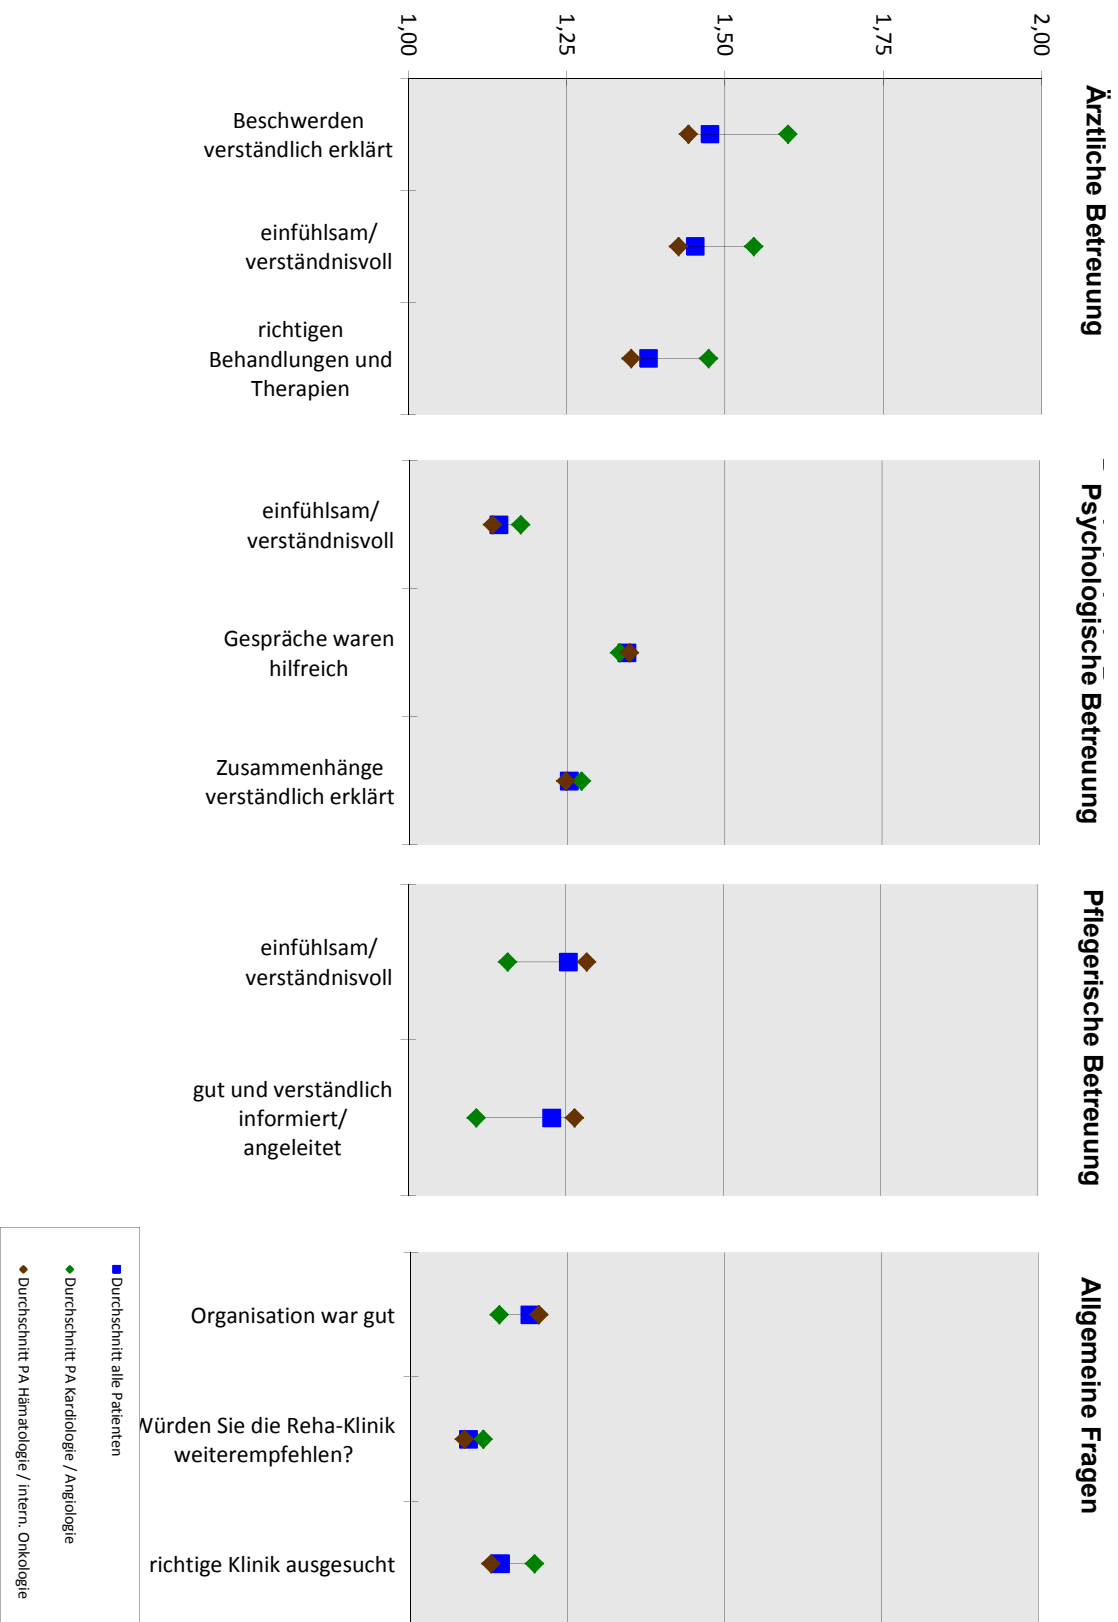 1,00
1,25
1,50
1,75
2,00
Ärztliche Betreuung
Beschwerden
verständlich erklärt
einfühlsam/
verständnisvoll
richtigen
Behandlungen und
Therapien
Psychologische Betreuung
einfühlsam/
verständnisvoll
Gespräche waren
hilfreich
Zusammenhänge
verständlich erklärt
Pflegerische Betreuung
einfühlsam/
verständnisvoll
gut und verständlich
informiert/
angeleitet
Allgemeine Fragen
Organisation war gut
Würden Sie die Reha-Klinik
weiterempfehlen?
richtige Klinik ausgesucht
Durchschnitt alle Patienten
Durchschnitt PA Kardiologie / Angiologie
Durchschnitt PA Hämatologie / intern. Onkologie